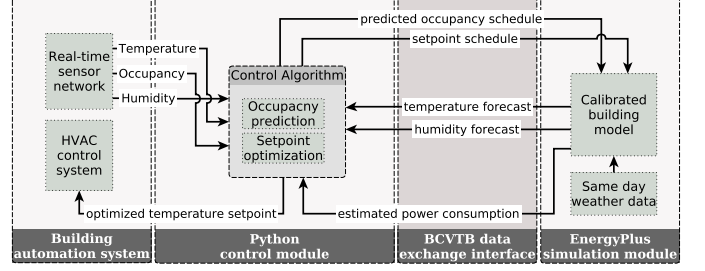 predicted occupancy schedule
setpoint schedule
Real-time
sensor
network
Temperature
Occupancy
Humidity
HVAC
control
system
Control Algorithm
Occupacny
prediction
Setpoint
optimization
temperature forecast
humidity forecast
Calibrated
building
model
Same day
weather data
optimized temperature setpoint
estimated power consumption
Building
automation system
Python
control module
BCVTB data
exchange interface
EnergyPlus
simulation module